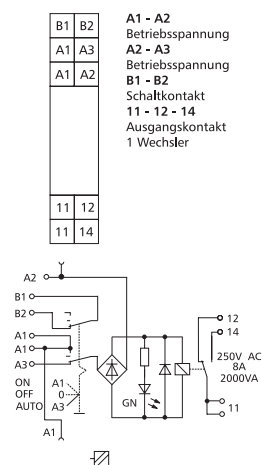 B1 B2
A1 A3
A1 A2
11 12
11 14
A1 - A2
Betriebsspannung
A2 - A3
Betriebsspannung
B1 - B2
Schaltkontakt
11 - 12 - 14
Ausgangskontakt
1 Wechsler
A2
B1
B2
A1
A1
A3
ON A1
OFF 0
AUTO A3
A1
GN
12
14
250V AC
8A
2000VA
11